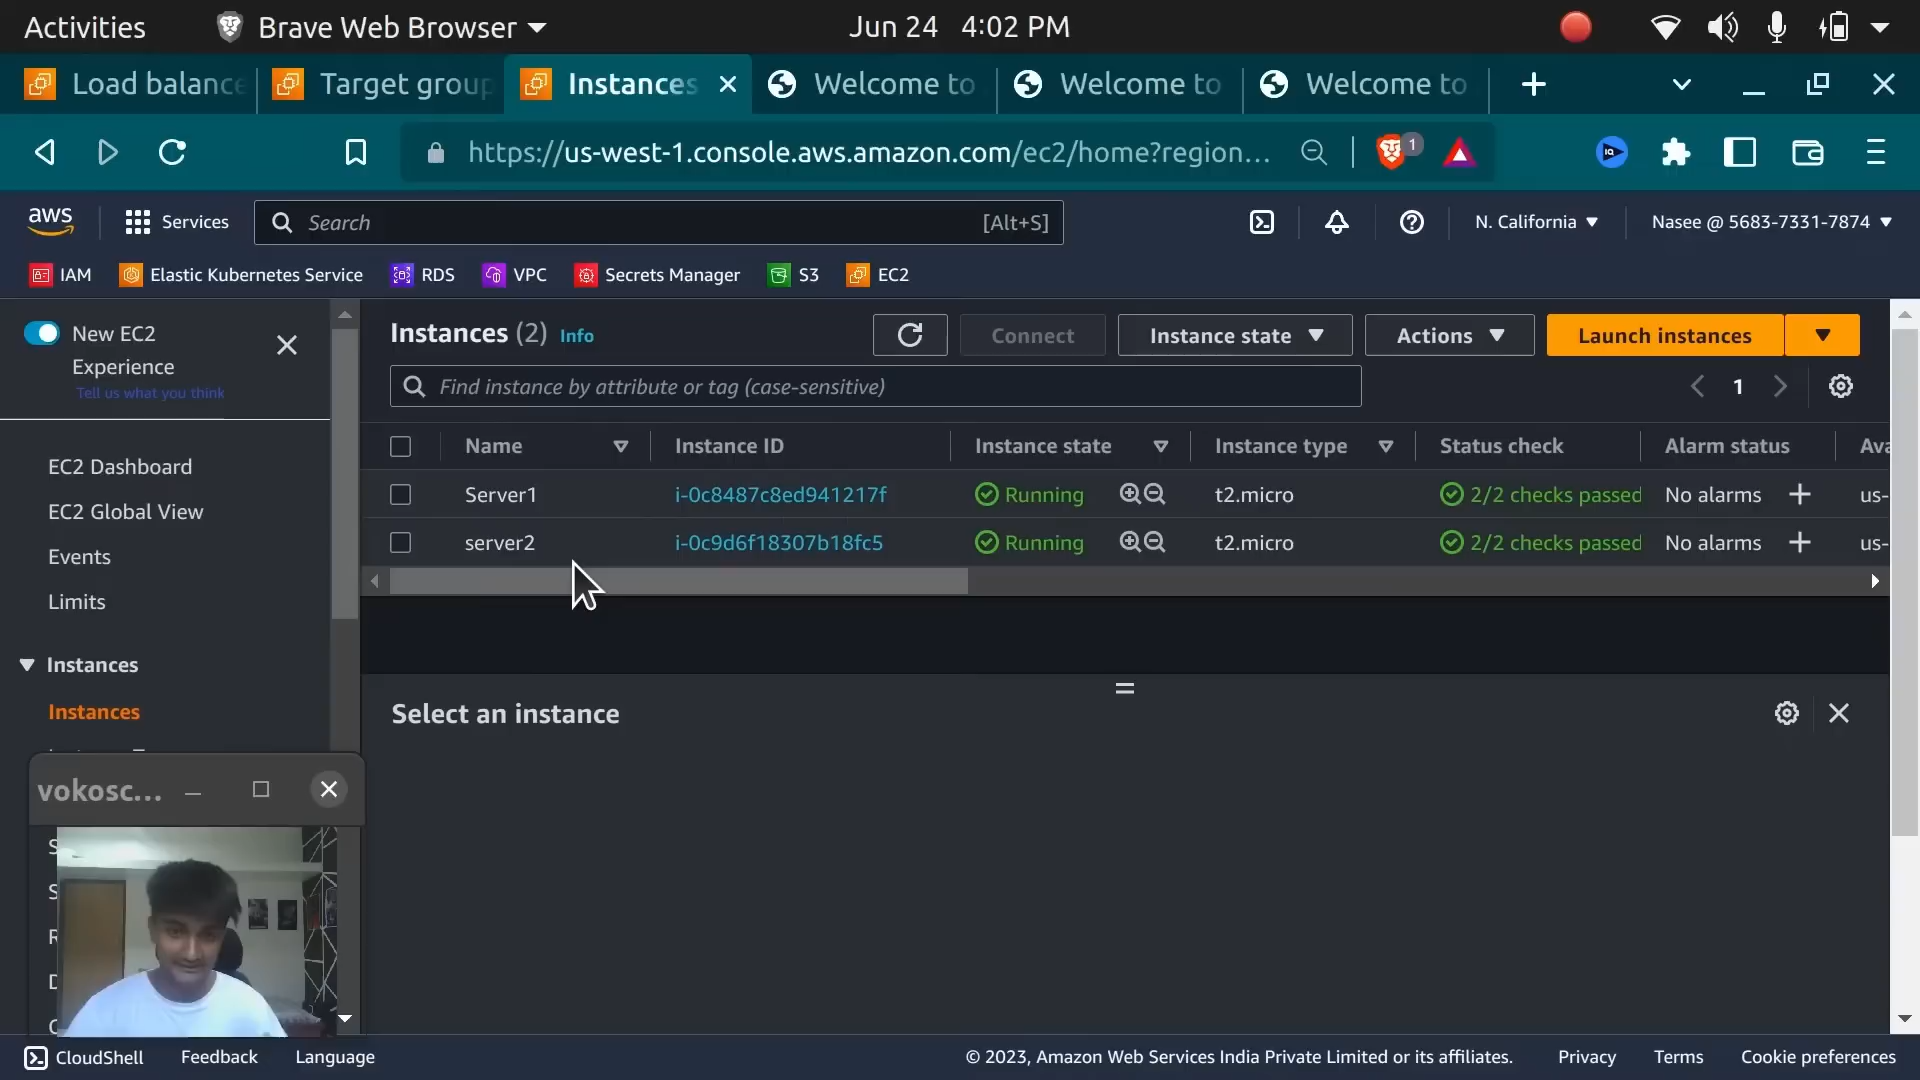 Activities Brave Web Browser Jun 24 4:02 PM
Load balance Target group Instances Welcome to Welcome to Welcome to
https://us-west-1.console.aws.amazon.com/ec2/home?region... 1
aws Services Search [Alt+S] N. California Nasee @ 5683-7331-7874
IAM Elastic Kubernetes Service RDS VPC Secrets Manager S3 EC2
New EC2
Experience
Tell us what you think
EC2 Dashboard
EC2 Global View
Events
Limits
Instances
Instances
Instances (2) Info Connect Instance state Actions Launch instances
Find instance by attribute or tag (case-sensitive) 1
Name Instance ID Instance state Instance type Status check Alarm status Ava
Server1 i-0c8487c8ed941217f Running t2.micro 2/2 checks passed No alarms us-
server2 i-0c9d6f18307b18fc5 Running t2.micro 2/2 checks passed No alarms us-
Select an instance
vokosc...
CloudShell Feedback Language © 2023, Amazon Web Services India Private Limited or its affiliates. Privacy Terms Cookie preferences